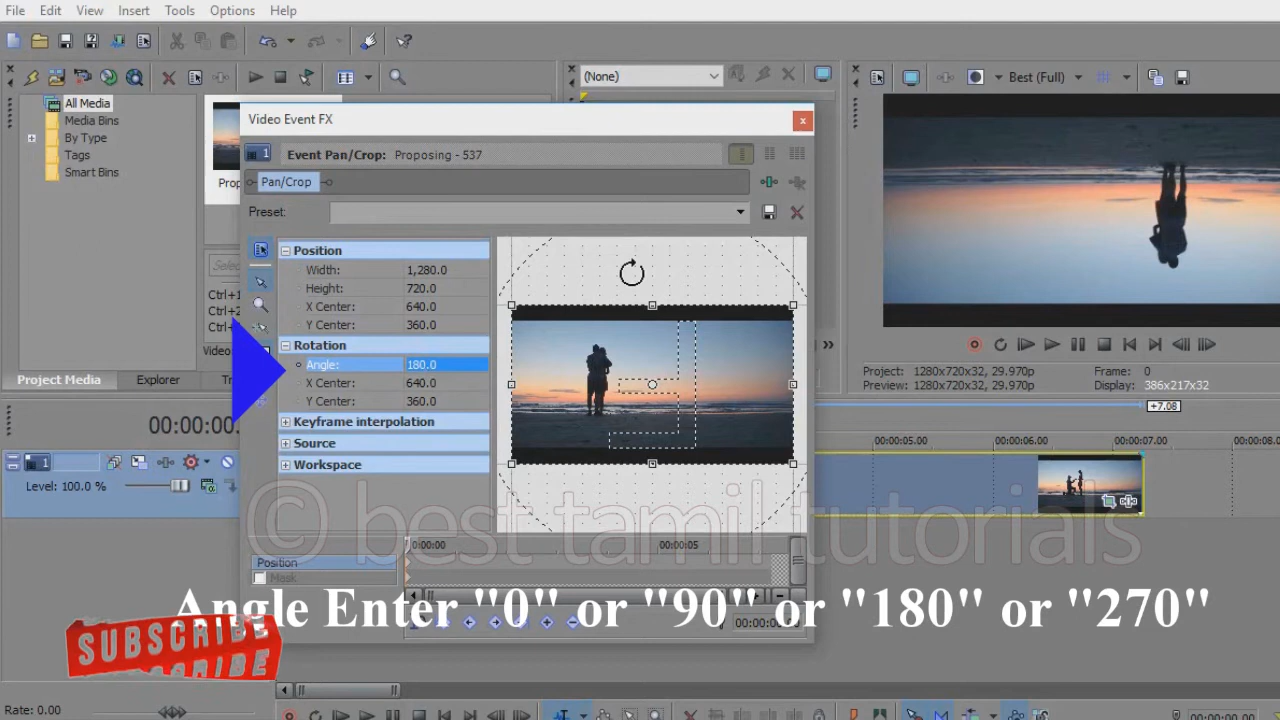 File Edit View Insert Tools Options Help
(None)
Best (Full)
All Media
Media Bins
By Type
Tags
Smart Bins
Video Event FX
Event Pan/Crop: Proposing - 537
Pan/Crop
Preset:
Position
Width: 1,280.0
Height: 720.0
X Center: 640.0
Y Center: 360.0
Rotation
Angle: 180.0
X Center: 640.0
Y Center: 360.0
Keyframe interpolation
Source
Workspace
Project Media Explorer
Project: 1280x720x32, 29.970p Frame: 0
Preview: 1280x720x32, 29.970p Display: 386x217x32
+7.08
00:00:05.00 00:00:06.00 00:00:07.00
1
Level: 100.0 %
© best tamil tutorials
0:00:00 00:00:05
Position
Mask
Angle Enter "0" or "90" or "180" or "270"
SUBSCRIBE
Rate: 0.00